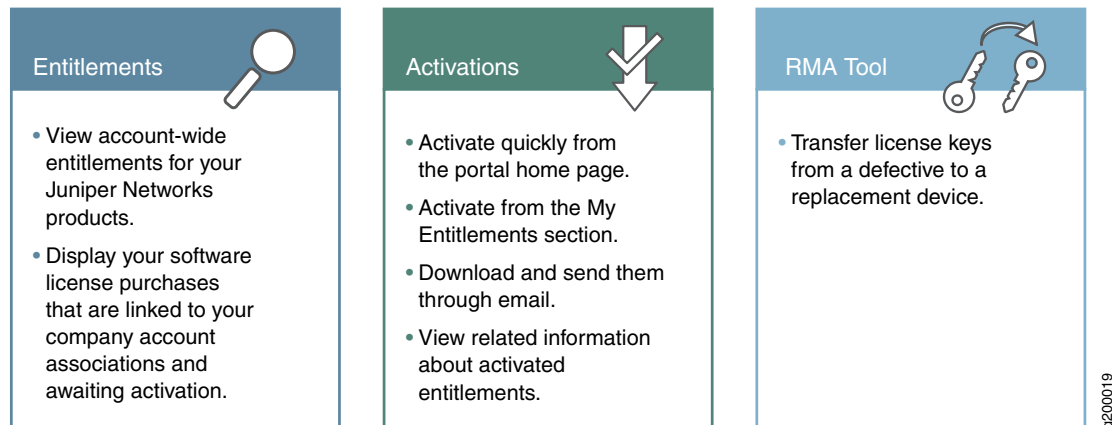 Entitlements
• View account-wide
entitlements for your
Juniper Networks
products.
• Display your software
license purchases
that are linked to your
company account
associations and
awaiting activation.
Activations
• Activate quickly from
the portal home page.
• Activate from the My
Entitlements section.
• Download and send them
through email.
• View related information
about activated
entitlements.
RMA Tool
• Transfer license keys
from a defective to a
replacement device.
g200019